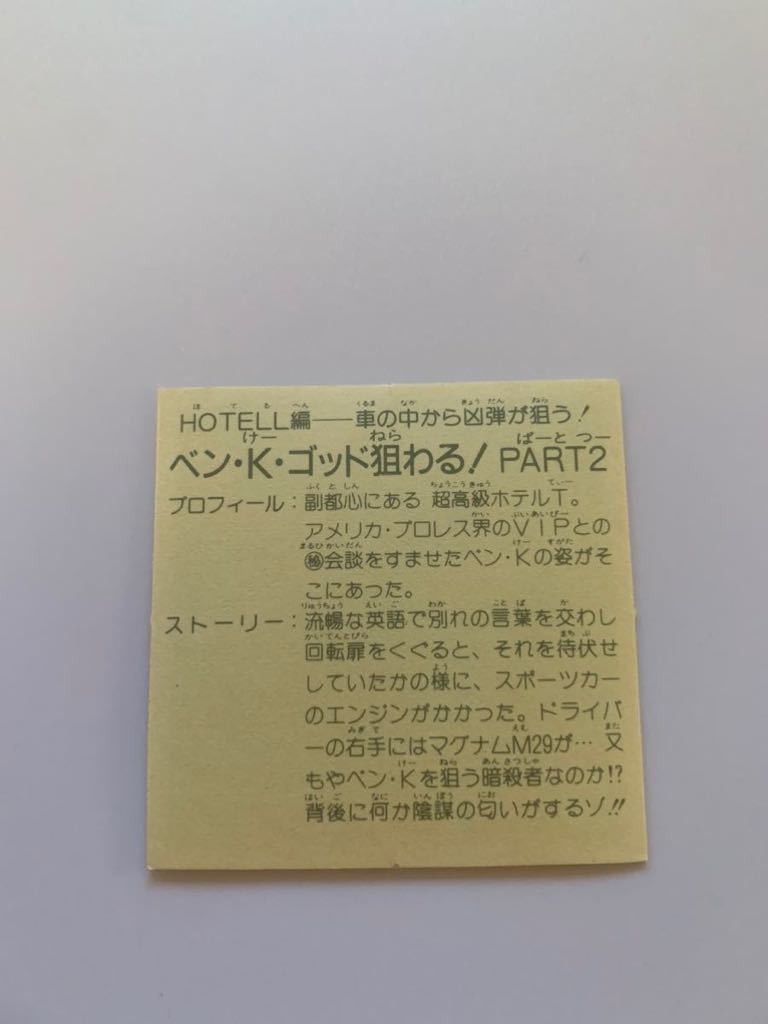 HOTELL編――車の中から凶弾が狙う！
ベン・K・ゴッド狙わる！ PART2
プロフィール：副都心にある 超高級ホテルT。
アメリカ・プロレス界のVIPとの
㊙会談をすませたベン・Kの姿がそ
こにあった。
ストーリー：流暢な英語で別れの言葉を交わし
回転扉をくぐると、それを待伏せ
していたかの様に、スポーツカー
のエンジンがかかった。ドライバ
ーの右手にはマグナムM29が… 又
もやベン・Kを狙う暗殺者なのか!?
背後に何か陰謀の匂いがするゾ!!